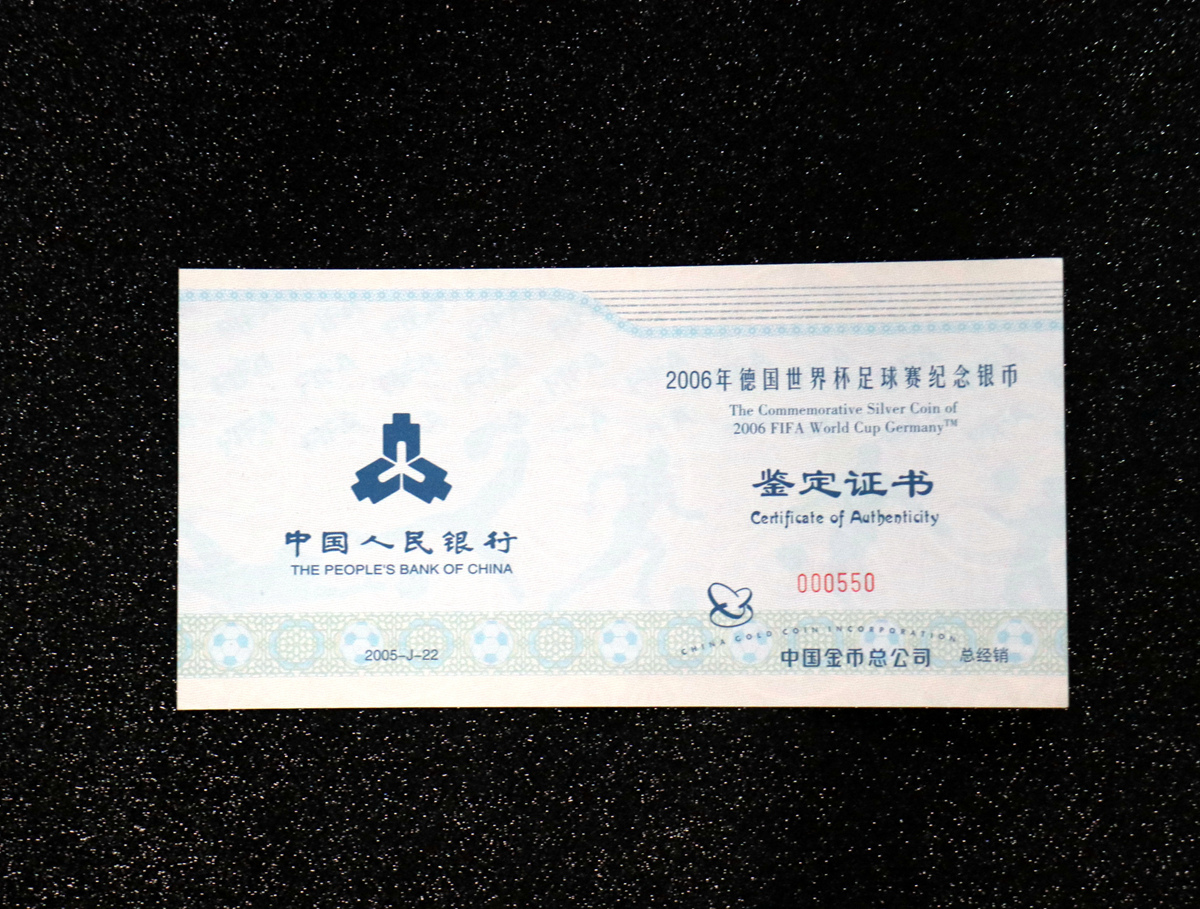 中国人民银行
THE PEOPLE'S BANK OF CHINA
2005-J-22
2006年德国世界杯足球赛纪念银币
The Commemorative Silver Coin of
2006 FIFA World Cup Germany™
鉴定证书
Certificate of Authenticity
000550
CHINA GOLD COIN INCORPORATION
中国金币总公司 总经销